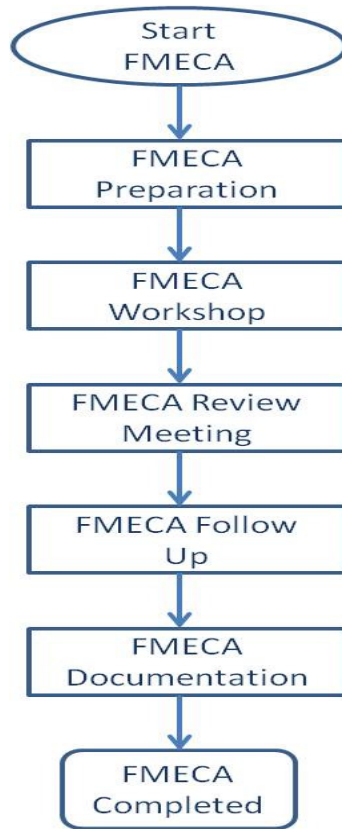 Start
FMECA
FMECA
Preparation
FMECA
Workshop
FMECA Review
Meeting
FMECA Follow
Up
FMECA
Documentation
FMECA
Completed